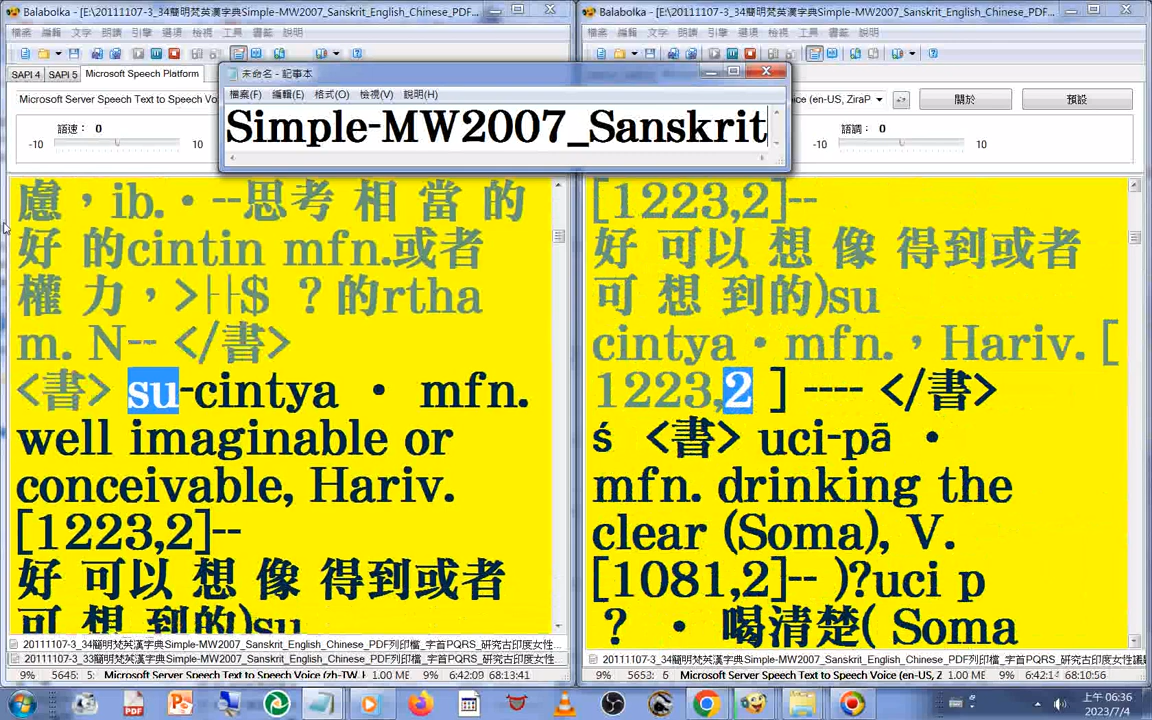 Balabolka - [E:\20111107-3_34簡明梵英漢字典Simple-MW2007_Sanskrit_English_Chinese_PDF...
檔案 編輯 文字 朗讀 引擎 選項 檢視 工具 書籤 說明
SAPI 4 SAPI 5 Microsoft Speech Platform
Microsoft Server Speech Text to Speech Vo
語速： 0
-10 10
慮，ib.・--思考 相 當 的
好 的cintin mfn.或者
權 力，>├┤$ ？的rtha
m. N-- </書>
<書> su-cintya ・ mfn.
well imaginable or
conceivable, Hariv.
[1223,2]--
好 可以 想 像 得到或者
可 想 到的)su
20111107-3_34簡明梵英漢字典Simple-MW2007_Sanskrit_English_Chinese_PDF列印檔_字首PQRS_研究古印度女性...
20111107-3_33簡明梵英漢字典Simple-MW2007_Sanskrit_English_Chinese_PDF列印檔_字首PQRS_研究古印度女性...
9% 5645: 5: Microsoft Server Speech Text to Speech Voice (zh-TW, 1.00 MB 9% 6:42:09 68:13:41
未命名 - 記事本
檔案(F) 編輯(E) 格式(O) 檢視(V) 說明(H)
Simple-MW2007_Sanskrit
Balabolka - [E:\20111107-3_34簡明梵英漢字典Simple-MW2007_Sanskrit_English_Chinese_PDF...
檔案 編輯 文字 朗讀 引擎 選項 檢視 工具 書籤 說明
ice (en-US, ZiraP 關於 預設
語調： 0
-10 10
[1223,2]--
好 可以 想 像 得到或者
可 想 到的)su
cintya・mfn.，Hariv. [
1223,2 ] ---- </書>
ś <書> uci-pā ・
mfn. drinking the
clear (Soma), V.
[1081,2]-- )?uci p
？ ・ 喝清楚( Soma
20111107-3_34簡明梵英漢字典Simple-MW2007_Sanskrit_English_Chinese_PDF列印檔_字首PQRS_研究古印度女性議
9% 5653: 5 Microsoft Server Speech Text to Speech Voice (en-US, Z 1.00 MB 9% 6:42:14 68:10:56
上午 06:36
2023/7/4